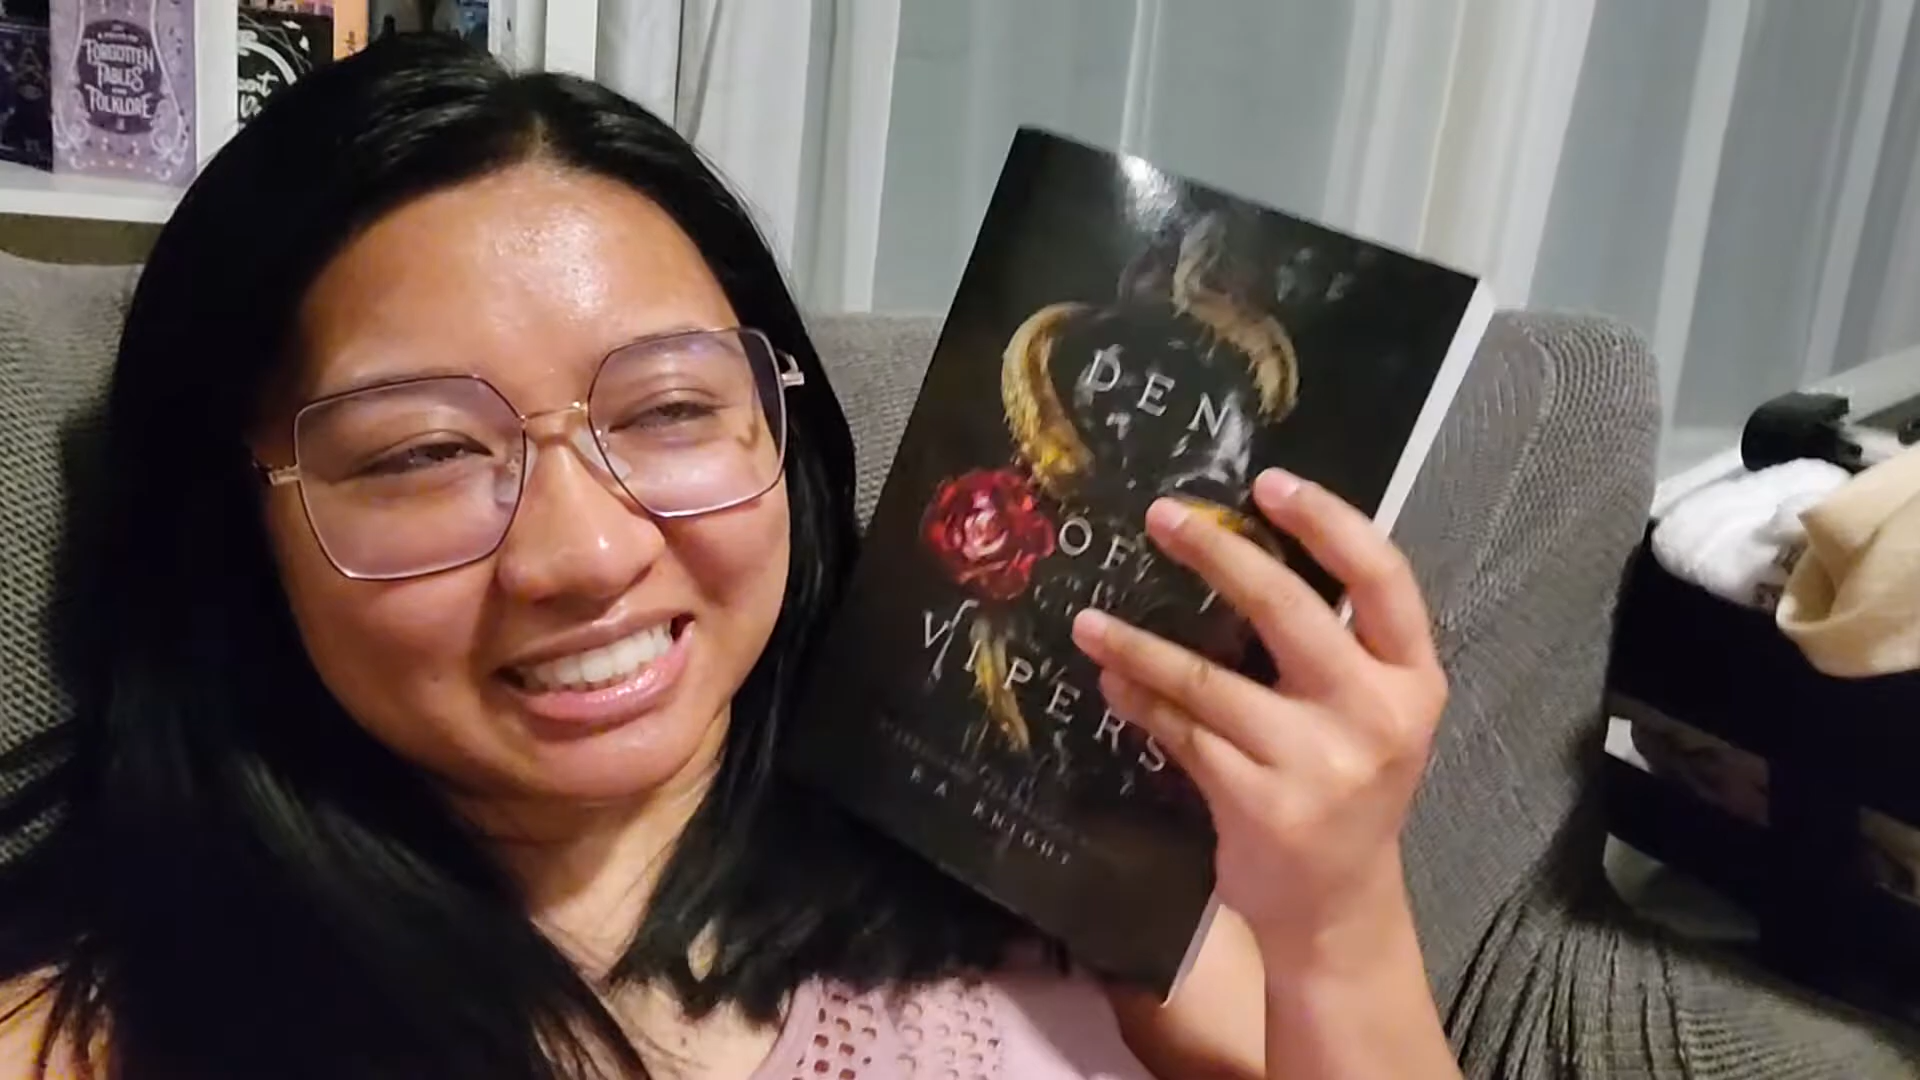 FORGOTTEN
FABLES
FOLKLORE
DEN
OF
VIPERS
K.A KNIGHT